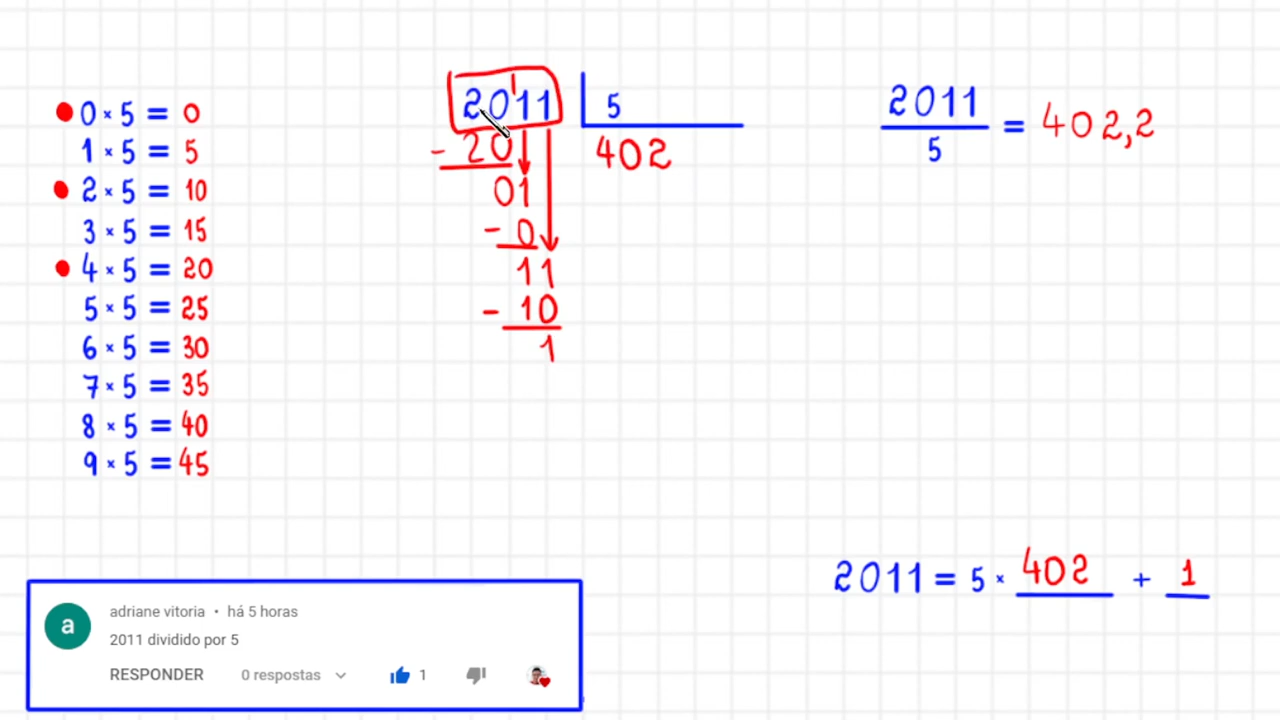 0 × 5 = 0
1 × 5 = 5
2 × 5 = 10
3 × 5 = 15
4 × 5 = 20
5 × 5 = 25
6 × 5 = 30
7 × 5 = 35
8 × 5 = 40
9 × 5 = 45
2011 5
- 20 402
01
- 0
11
- 10
1
2011
5
= 402,2
2011 = 5 × 402 + 1
a
adriane vitoria • há 5 horas
2011 dividido por 5
RESPONDER 0 respostas 1